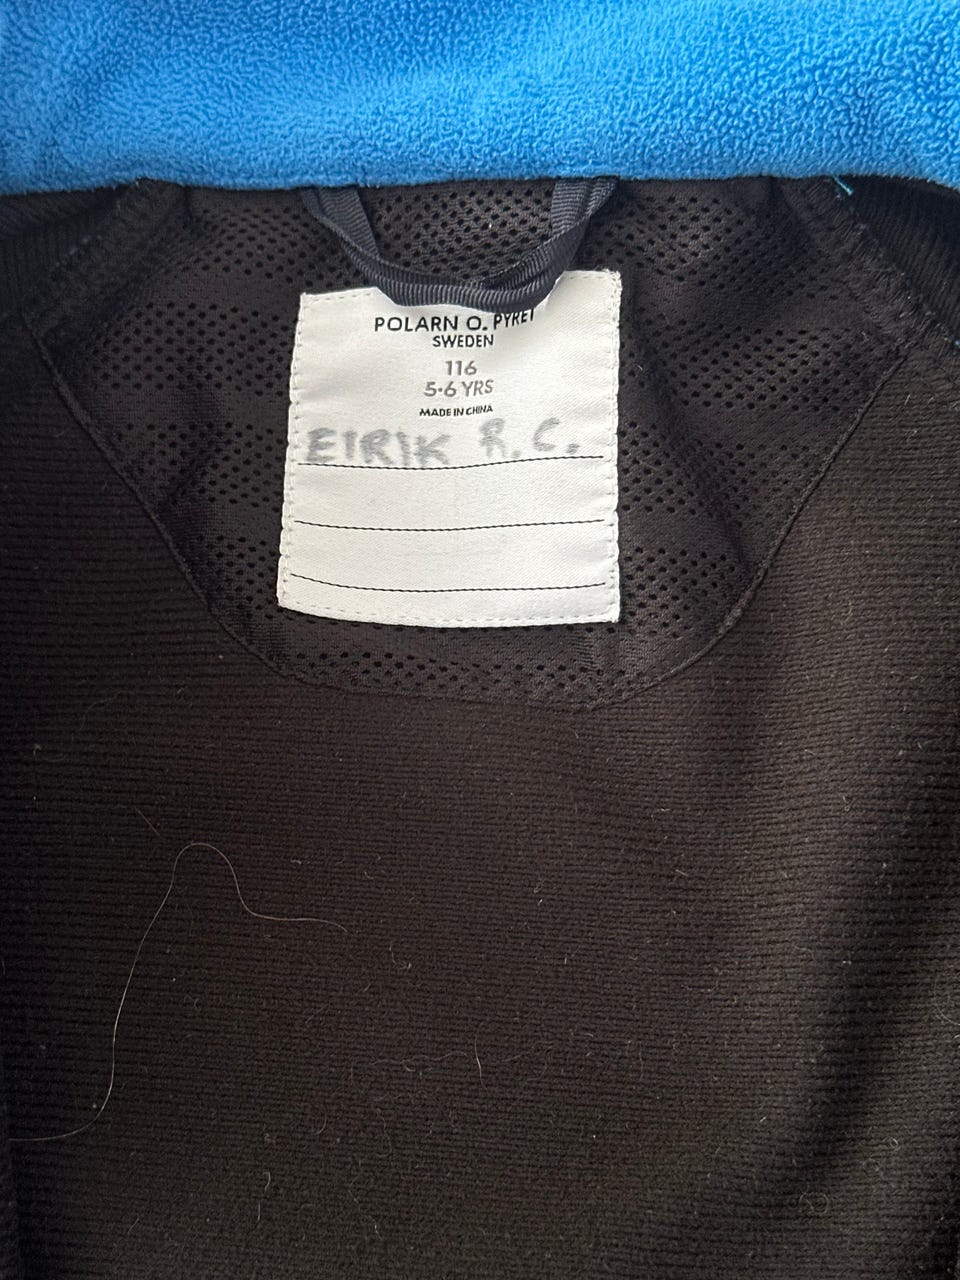 POLARN O. PYRET
SWEDEN
116
5-6 YRS
MADE IN CHINA
EIRIK R. C.